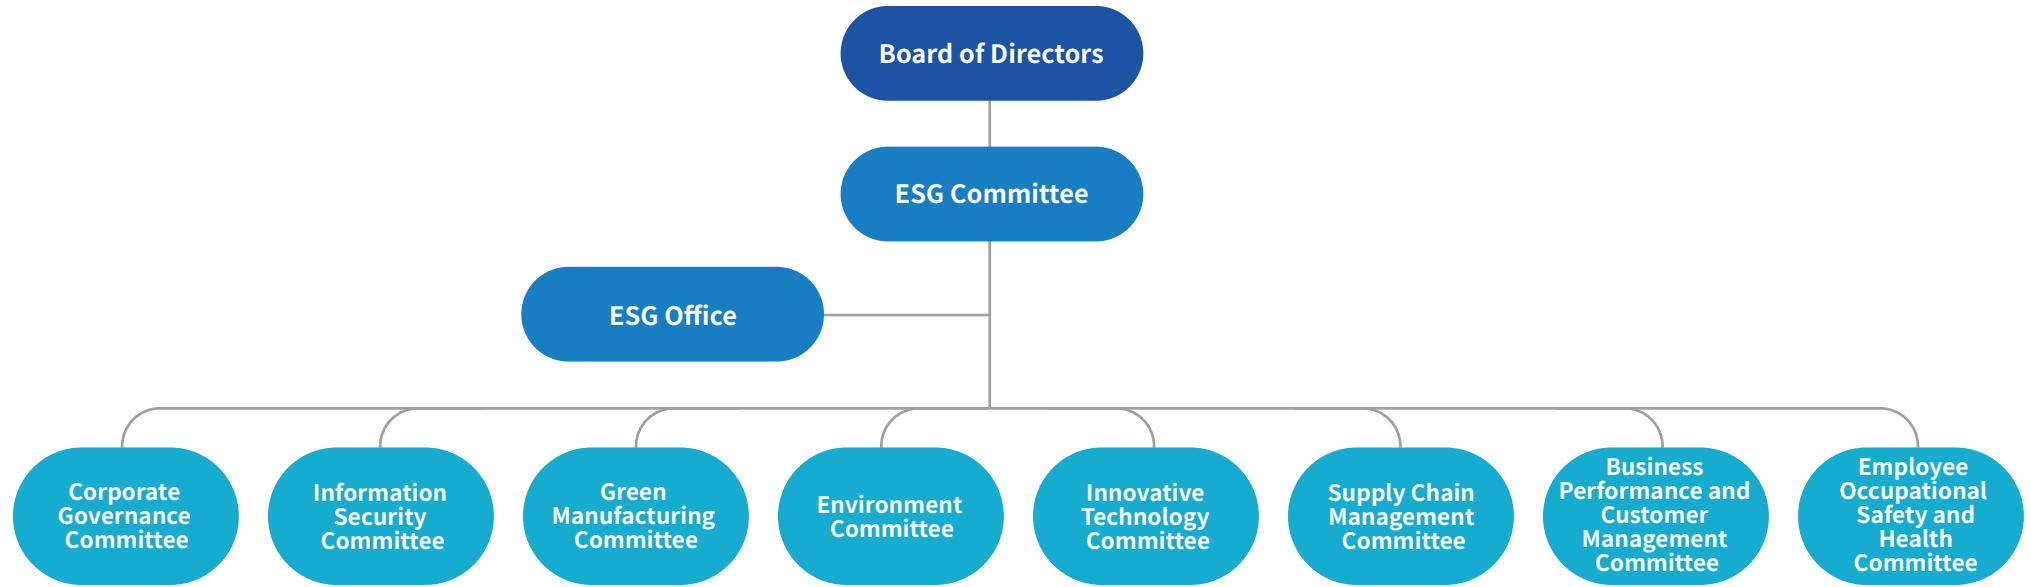 Board of Directors
ESG Committee
ESG Office
Corporate
Governance
Committee
Information
Security
Committee
Green
Manufacturing
Committee
Environment
Committee
Innovative
Technology
Committee
Supply Chain
Management
Committee
Business
Performance and
Customer
Management
Committee
Employee
Occupational
Safety and
Health
Committee